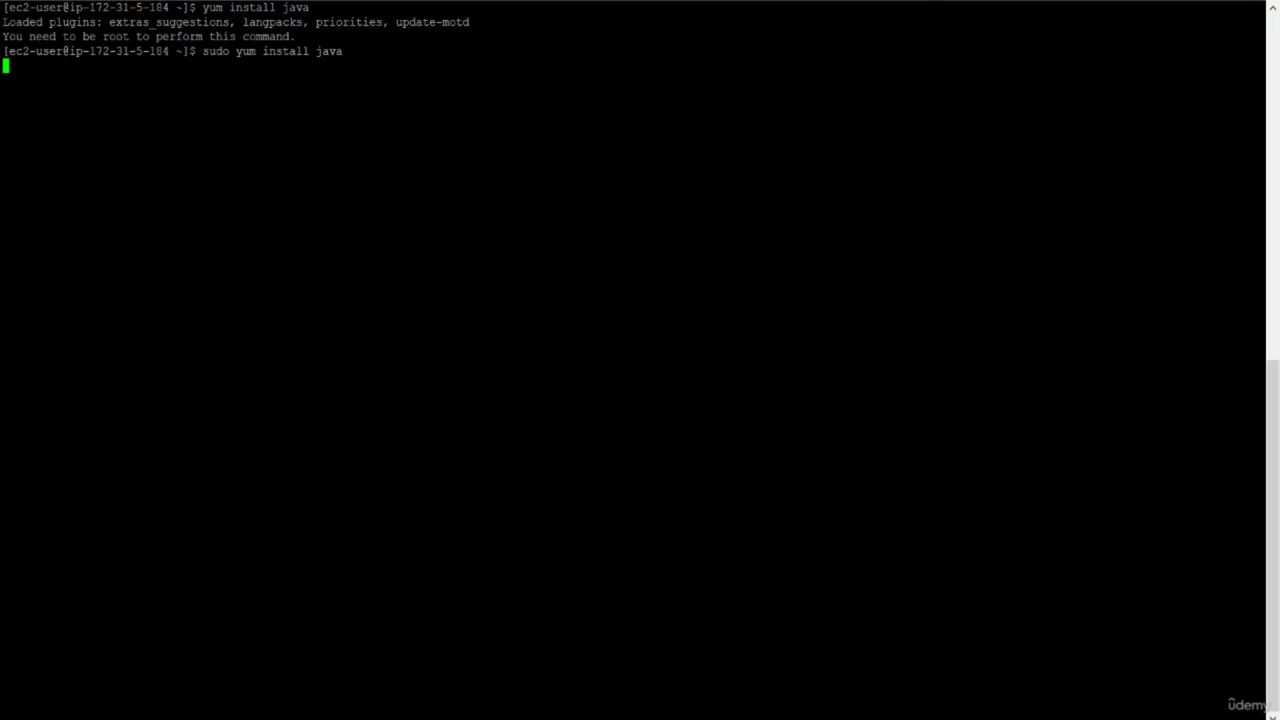 [ec2-user@ip-172-31-5-184 ~]$ yum install java
Loaded plugins: extras_suggestions, langpacks, priorities, update-motd
You need to be root to perform this command.
[ec2-user@ip-172-31-5-184 ~]$ sudo yum install java
ûdemy